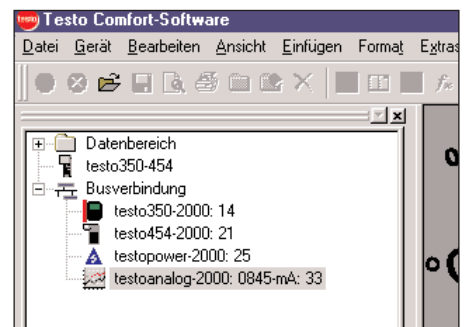 Testo Comfort-Software
Datei Gerät Bearbeiten Ansicht Einfügen Format Extras
Datenbereich
testo350-454
Busverbindung
testo350-2000: 14
testo454-2000: 21
testopower-2000: 25
testoanalog-2000: 0845-mA: 33